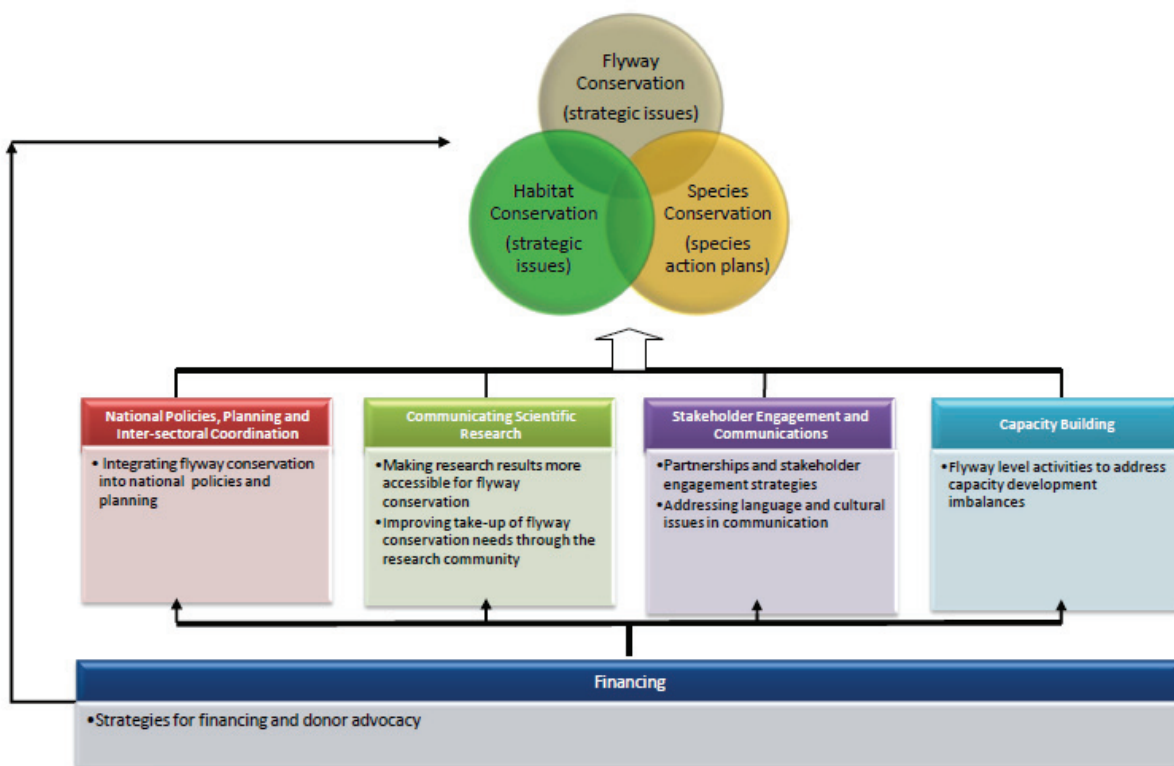 Flyway
Conservation
(strategic issues)
Habitat
Conservation
(strategic
issues)
Species
Conservation
(species
action plans)
National Policies, Planning and
Inter-sectoral Coordination
• Integrating flyway conservation
into national policies and
planning
Communicating Scientific
Research
• Making research results more
accessible for flyway
conservation
• Improving take-up of flyway
conservation needs through the
research community
Stakeholder Engagement and
Communications
• Partnerships and stakeholder
engagement strategies
• Addressing language and cultural
issues in communication
Capacity Building
• Flyway level activities to address
capacity development
imbalances
Financing
•Strategies for financing and donor advocacy